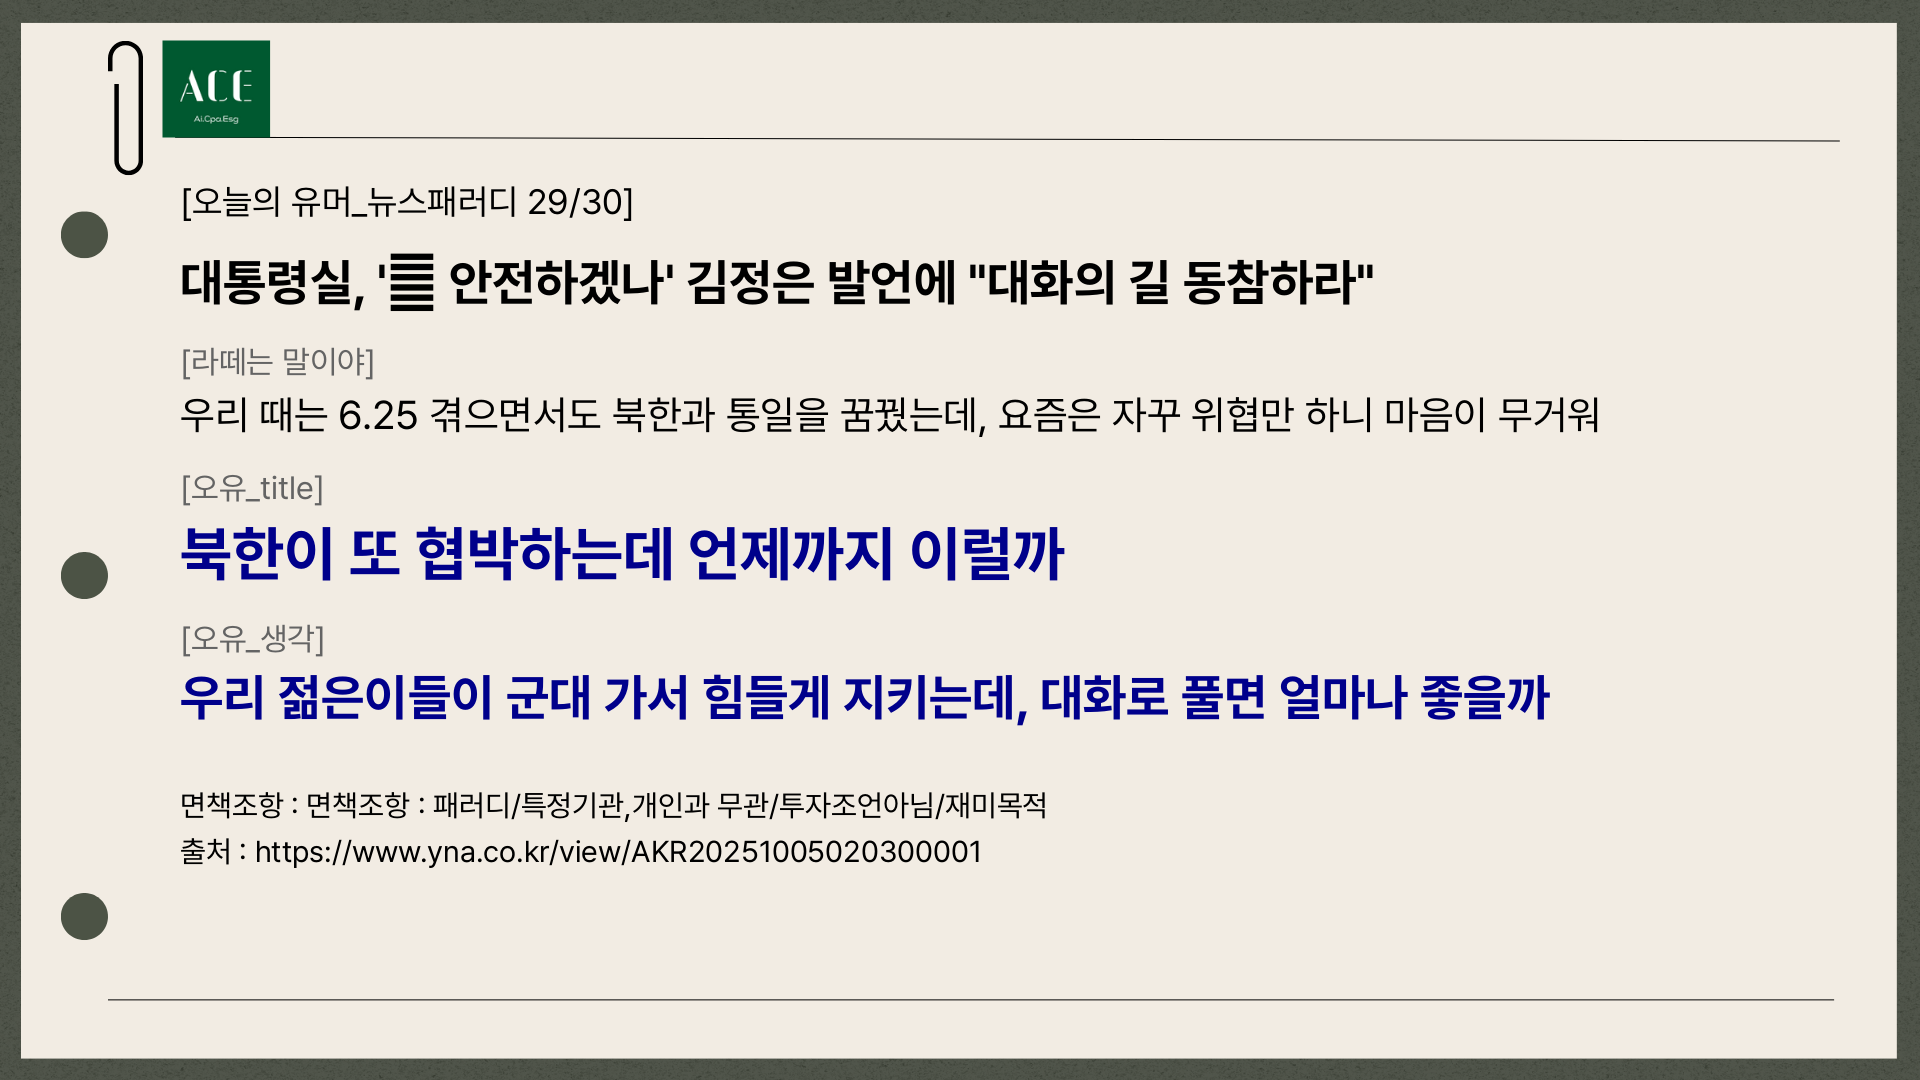 ACE
Ai.Cpa.Esg
[오늘의 유머_뉴스패러디 29/30]
대통령실, ' 안전하겠나' 김정은 발언에 "대화의 길 동참하라"
[라떼는 말이야]
우리 때는 6.25 겪으면서도 북한과 통일을 꿈꿨는데, 요즘은 자꾸 위협만 하니 마음이 무거워
[오유_title]
북한이 또 협박하는데 언제까지 이럴까
[오유_생각]
우리 젊은이들이 군대 가서 힘들게 지키는데, 대화로 풀면 얼마나 좋을까
면책조항 : 면책조항 : 패러디/특정기관,개인과 무관/투자조언아님/재미목적
출처 : https://www.yna.co.kr/view/AKR20251005020300001